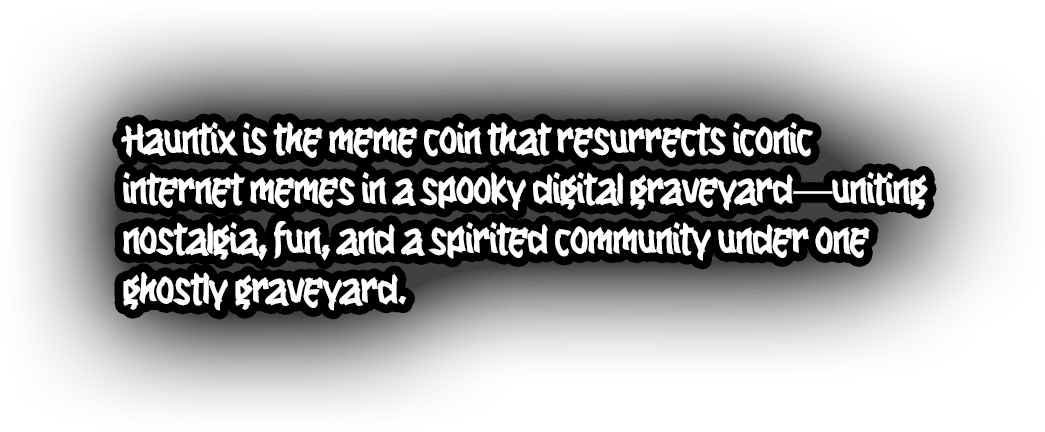 Hauntix is the meme coin that resurrects iconic
internet memes in a spooky digital graveyard—uniting
nostalgia, fun, and a spirited community under one
ghostly graveyard.